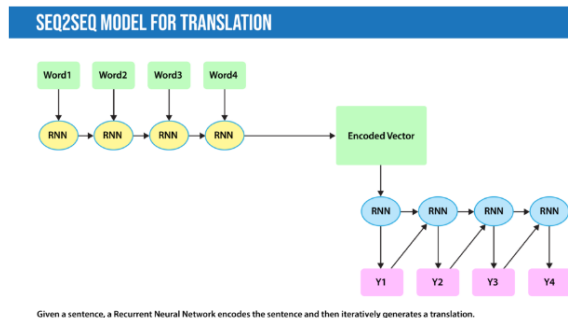 SEQ2SEQ MODEL FOR TRANSLATION
Word1 Word2 Word3 Word4
RNN RNN RNN RNN
Encoded Vector
RNN RNN RNN RNN
Y1 Y2 Y3 Y4
Given a sentence, a Recurrent Neural Network encodes the sentence and then iteratively generates a translation.